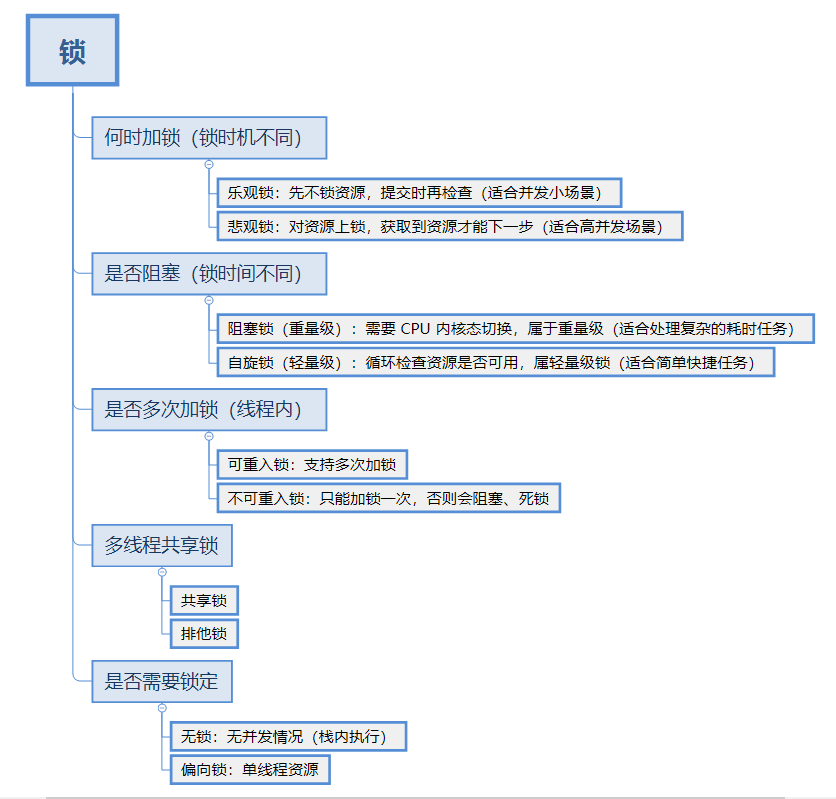 锁
何时加锁（锁时机不同）
乐观锁：先不锁资源，提交时再检查（适合并发小场景）
悲观锁：对资源上锁，获取到资源才能下一步（适合高并发场景）
是否阻塞（锁时间不同）
阻塞锁（重量级）：需要 CPU 内核态切换，属于重量级（适合处理复杂的耗时任务）
自旋锁（轻量级）：循环检查资源是否可用，属轻量级锁（适合简单快捷任务）
是否多次加锁（线程内）
可重入锁：支持多次加锁
不可重入锁：只能加锁一次，否则会阻塞、死锁
多线程共享锁
共享锁
排他锁
是否需要锁定
无锁：无并发情况（栈内执行）
偏向锁：单线程资源